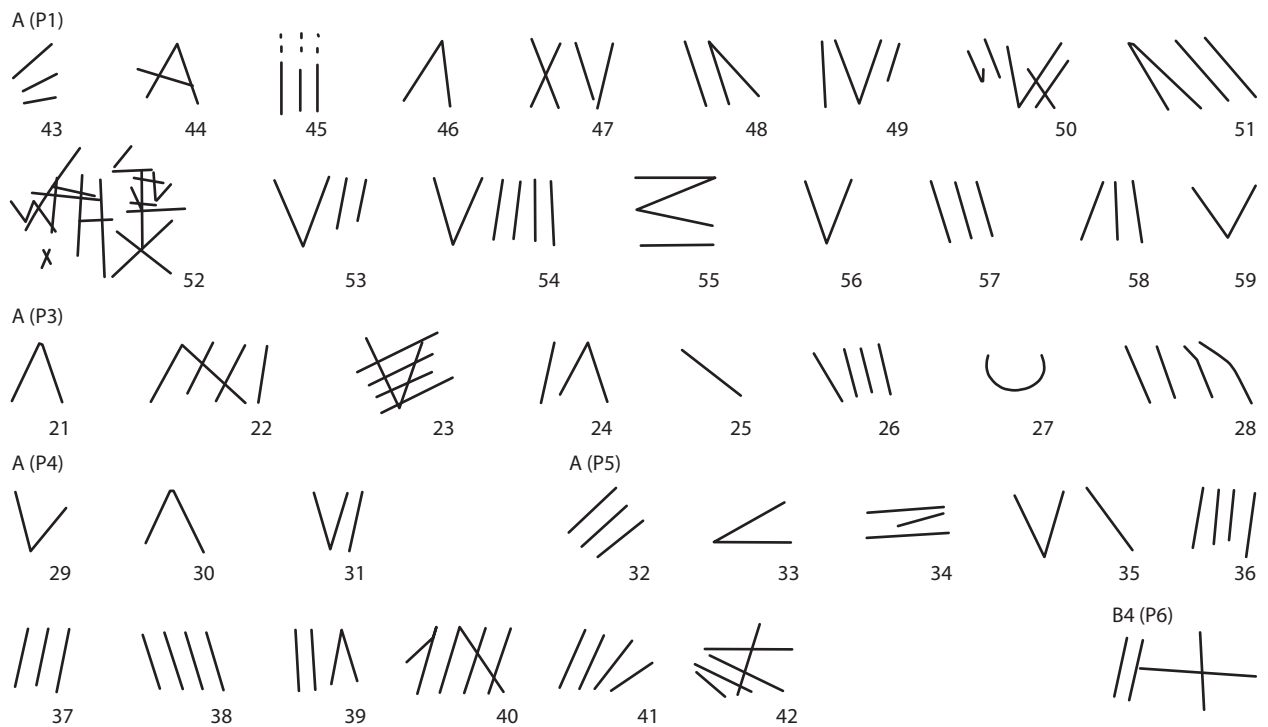 A (P1)
43 44 45 46 47 48 49 50 51
52 53 54 55 56 57 58 59
A (P3)
21 22 23 24 25 26 27 28
A (P4) A (P5)
29 30 31 32 33 34 35 36
B4 (P6)
37 38 39 40 41 42